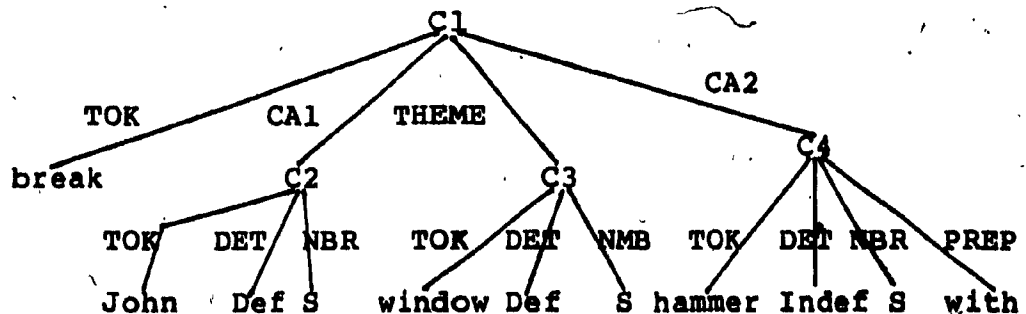 C1
CA2
TOK CA1 THEME
C4
break C2 C3
TOK DET NBR TOK DET NMB TOK DET NBR PREP
John Def S window Def S hammer Indef S with